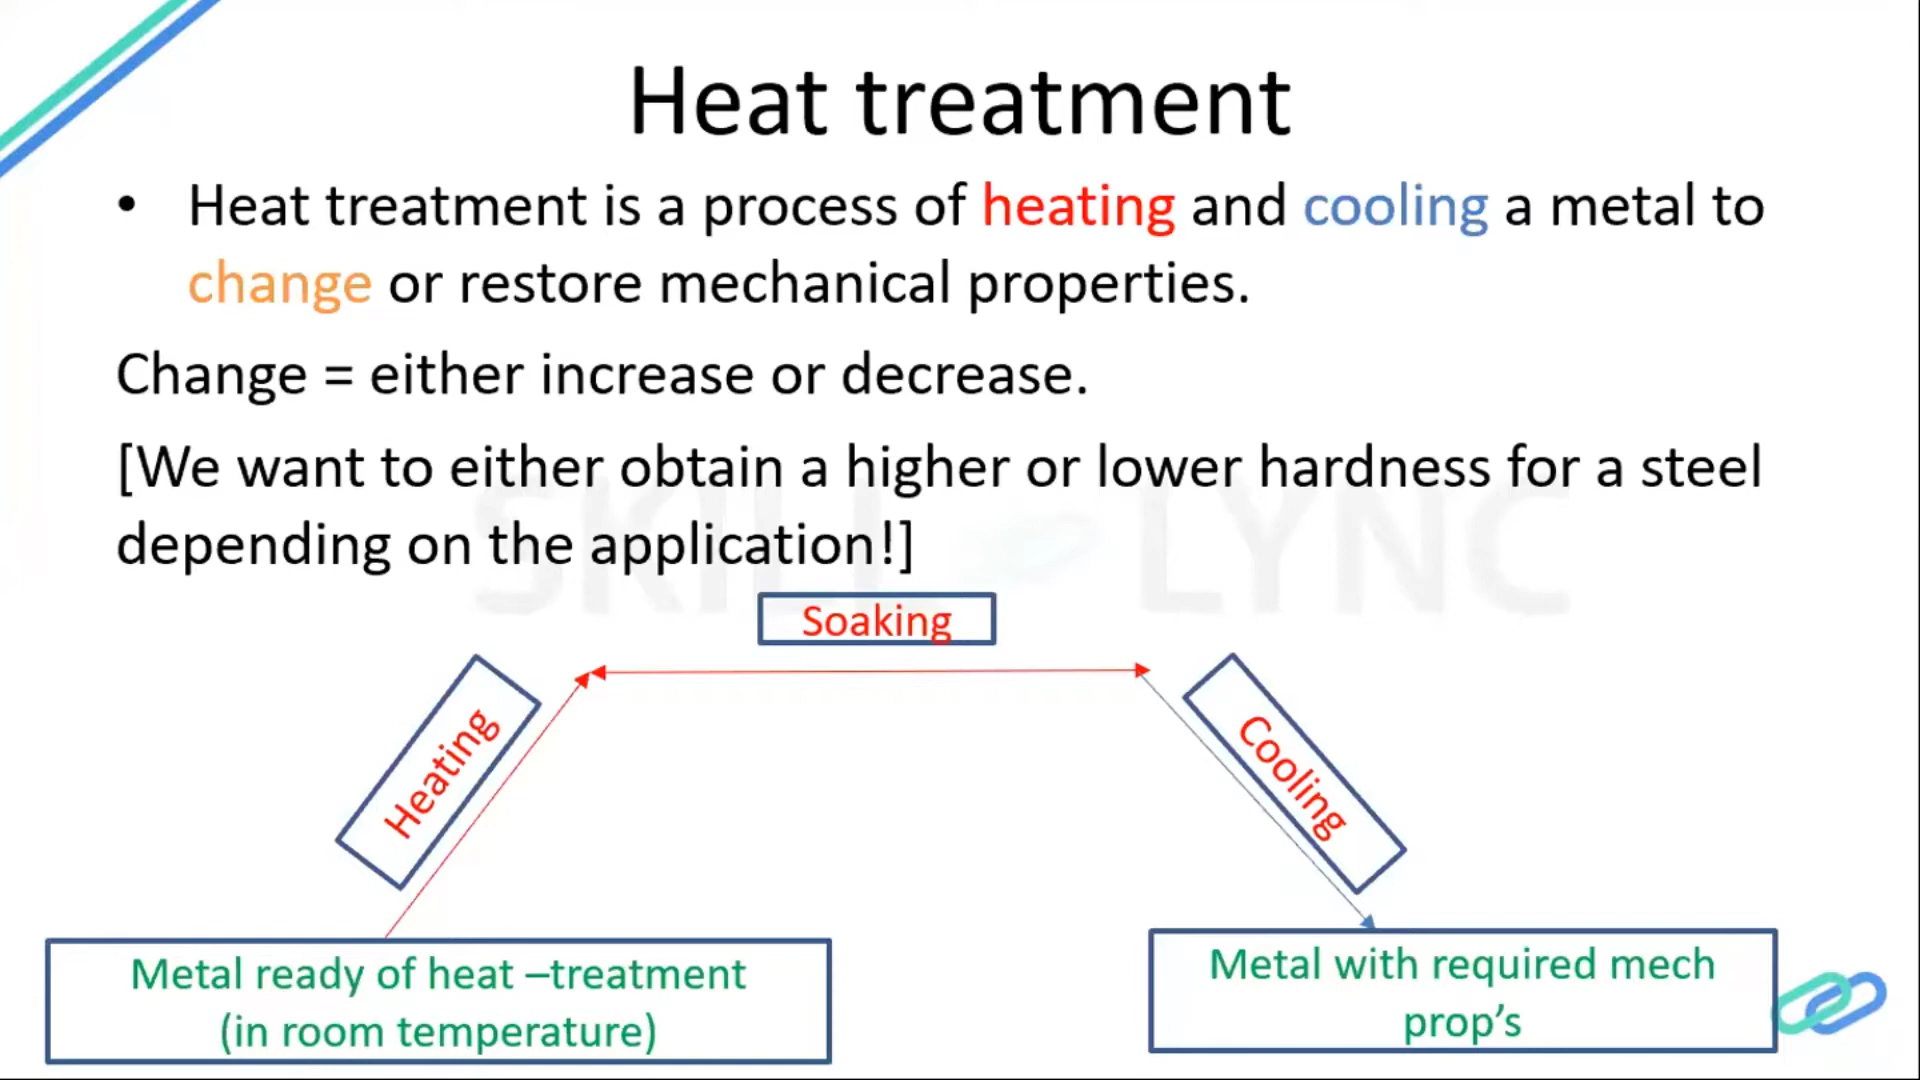 Heat treatment
• Heat treatment is a process of heating and cooling a metal to
change or restore mechanical properties.
Change = either increase or decrease.
[We want to either obtain a higher or lower hardness for a steel
depending on the application!]
SKILL LYNC
Soaking
Heating
Cooling
Metal ready of heat –treatment
(in room temperature)
Metal with required mech
prop’s